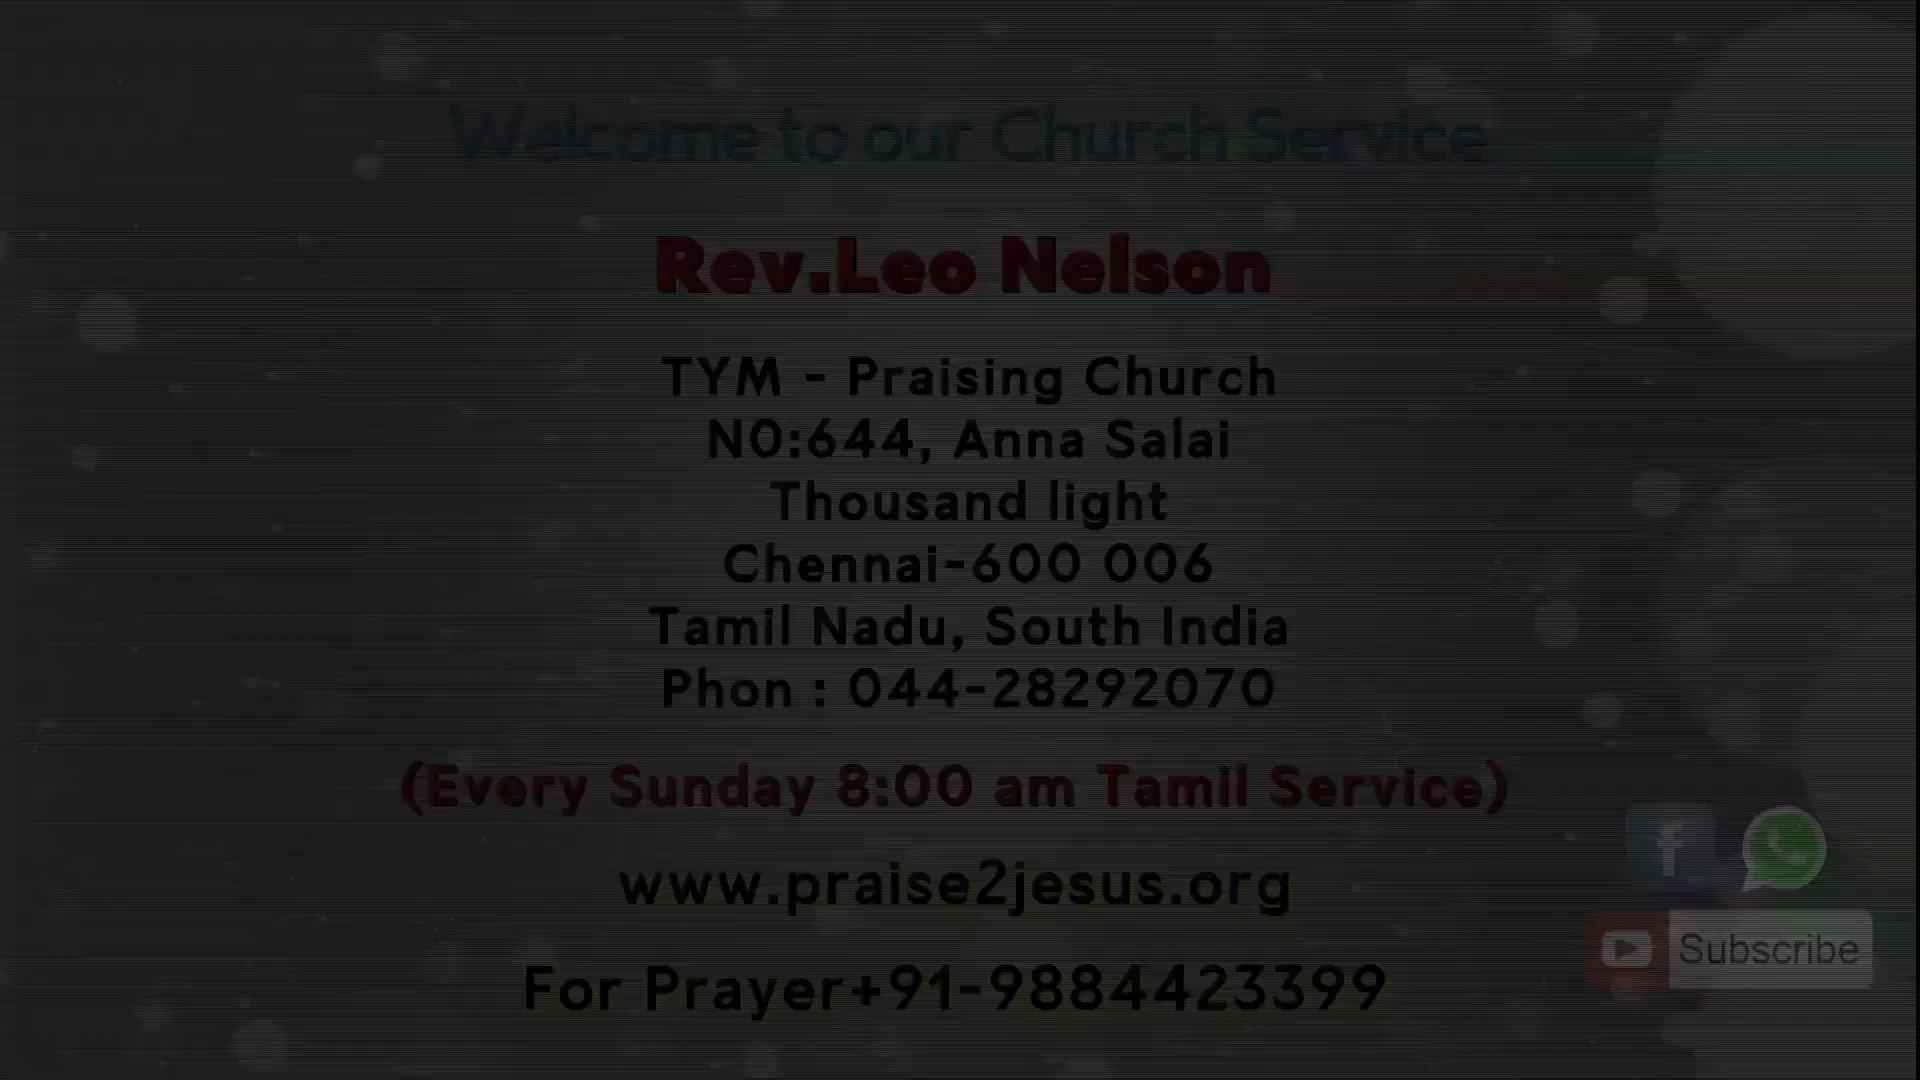 Welcome to our Church Service
Rev.Leo Nelson
TYM - Praising Church
N0:644, Anna Salai
Thousand light
Chennai-600 006
Tamil Nadu, South India
Phon : 044-28292070
(Every Sunday 8:00 am Tamil Service)
www.praise2jesus.org
For Prayer+91-9884423399
f
Subscribe